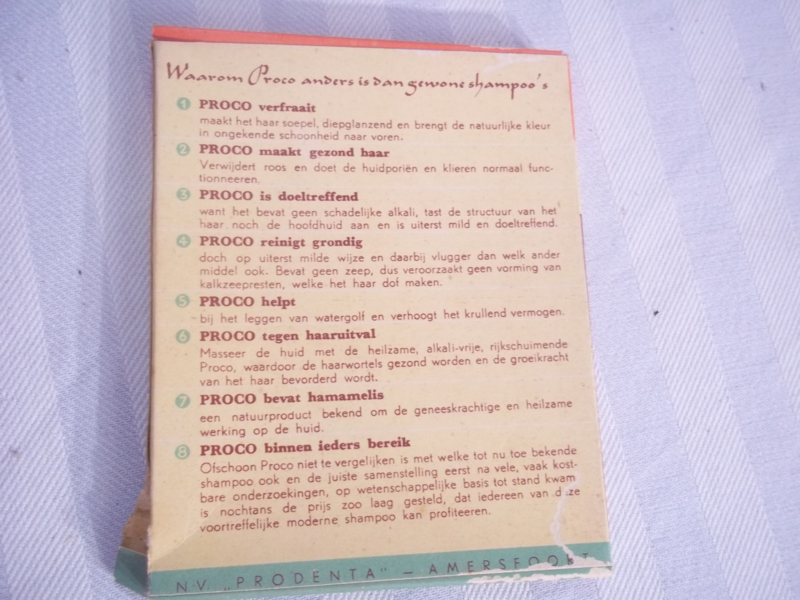 Waarom Proco anders is dan gewone shampoo's
1 PROCO verfraait
maakt het haar soepel, diepglanzend en brengt de natuurlijke kleur
in ongekende schoonheid naar voren.
2 PROCO maakt gezond haar
Verwijdert roos en doet de huidporiën en klieren normaal func-
tionneeren.
3 PROCO is doeltreffend
want het bevat geen schadelijke alkali, tast de structuur van het
haar noch de hoofdhuid aan en is uiterst mild en doeltreffend.
4 PROCO reinigt grondig
doch op uiterst milde wijze en daarbij vlugger dan welk ander
middel ook. Bevat geen zeep, dus veroorzaakt geen vorming van
kalkzeepresten, welke het haar dof maken.
5 PROCO helpt
bij het leggen van watergolf en verhoogt het krullend vermogen.
6 PROCO tegen haaruitval
Masseer de huid met de heilzame, alkali-vrije, rijkschuimende
Proco, waardoor de haarwortels gezond worden en de groeikracht
van het haar bevorderd wordt.
7 PROCO bevat hamamelis
een natuurproduct bekend om de geneeskrachtige en heilzame
werking op de huid.
8 PROCO binnen ieders bereik
Ofschoon Proco niet te vergelijken is met welke tot nu toe bekende
shampoo ook en de juiste samenstelling eerst na vele, vaak kost-
bare onderzoekingen, op wetenschappelijke basis tot stand kwam
is nochtans de prijs zoo laag gesteld, dat iedereen van deze
voortreffelijke moderne shampoo kan profiteeren.
N.V. „PRODENTA" – AMERSFOORT